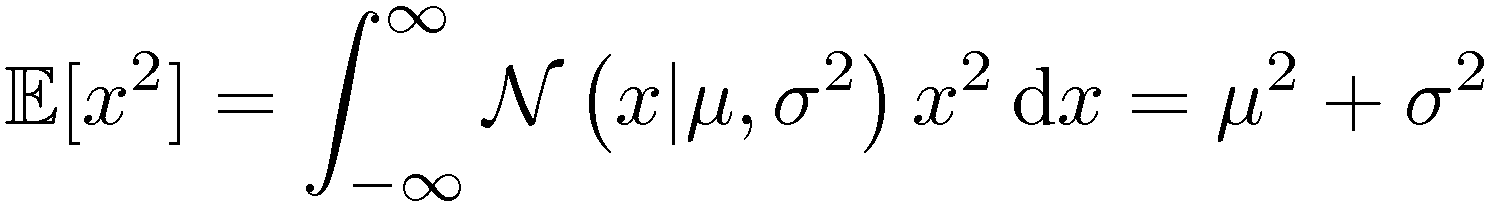 𝔼[x²] = ∫_{-∞}^{∞} 𝒩(x|μ, σ²) x² dx = μ² + σ²